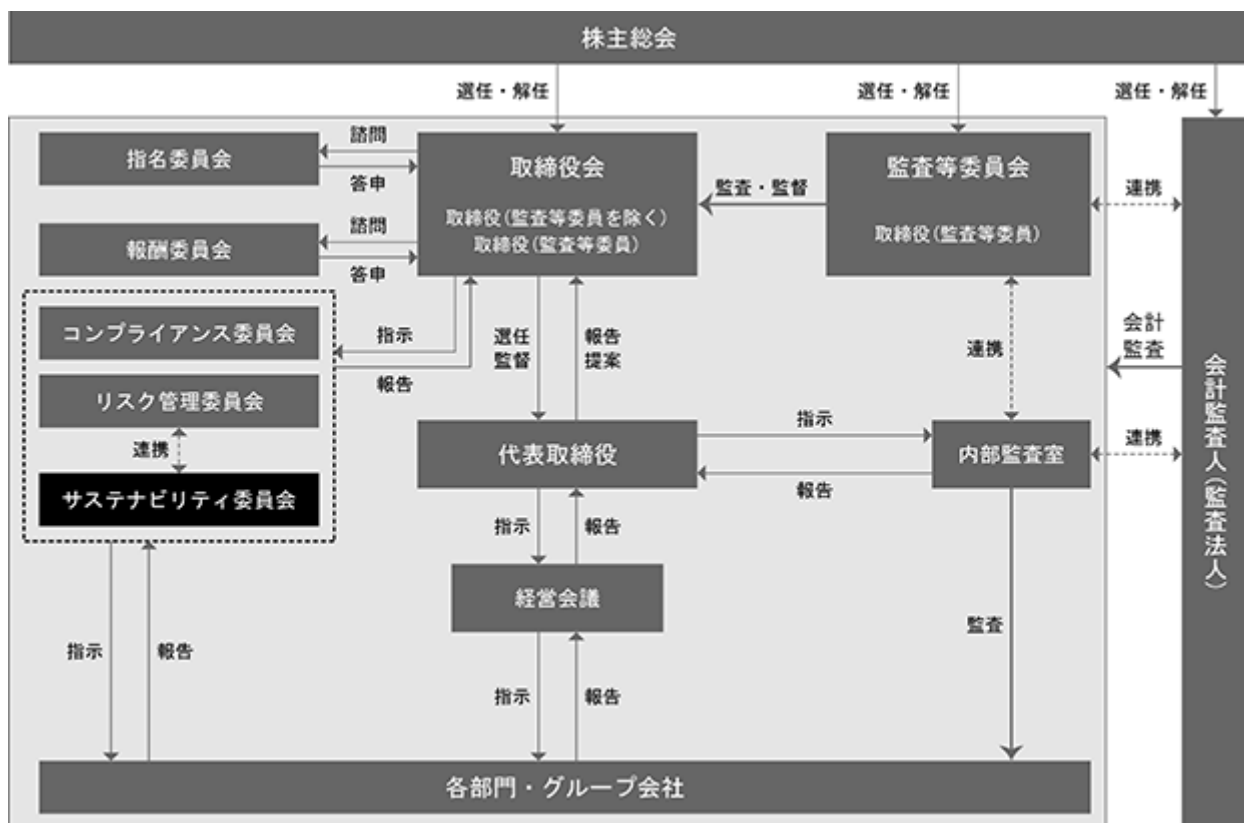 株主総会
選任・解任
選任・解任
選任・解任
指名委員会
諮問
答申
取締役会
取締役(監査等委員を除く)
取締役(監査等委員)
監査・監督
監査等委員会
取締役(監査等委員)
連携
報酬委員会
諮問
答申
コンプライアンス委員会
リスク管理委員会
連携
サステナビリティ委員会
指示
報告
選任
監督
報告
提案
連携
会計
監査
会計監査人(監査法人)
代表取締役
指示
報告
内部監査室
連携
指示
報告
経営会議
監査
指示
報告
指示
報告
各部門・グループ会社